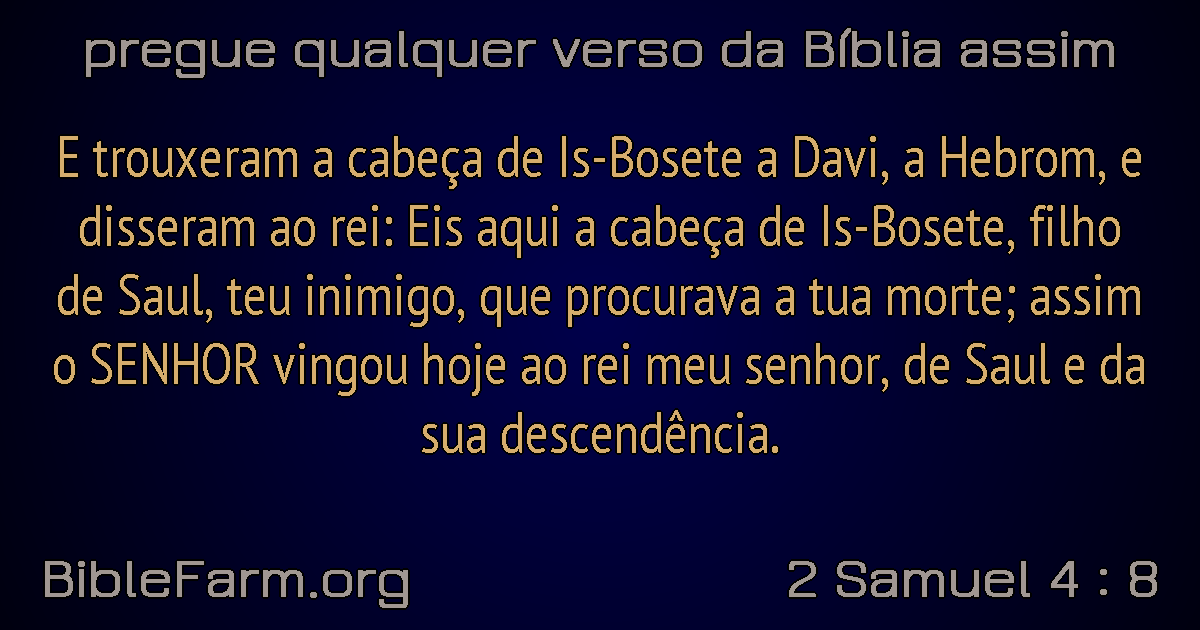 pregue qualquer verso da Bíblia assim
E trouxeram a cabeça de Is-Bosete a Davi, a Hebrom, e
disseram ao rei: Eis aqui a cabeça de Is-Bosete, filho
de Saul, teu inimigo, que procurava a tua morte; assim
o SENHOR vingou hoje ao rei meu senhor, de Saul e da
sua descendência.
BibleFarm.org
2 Samuel 4 : 8